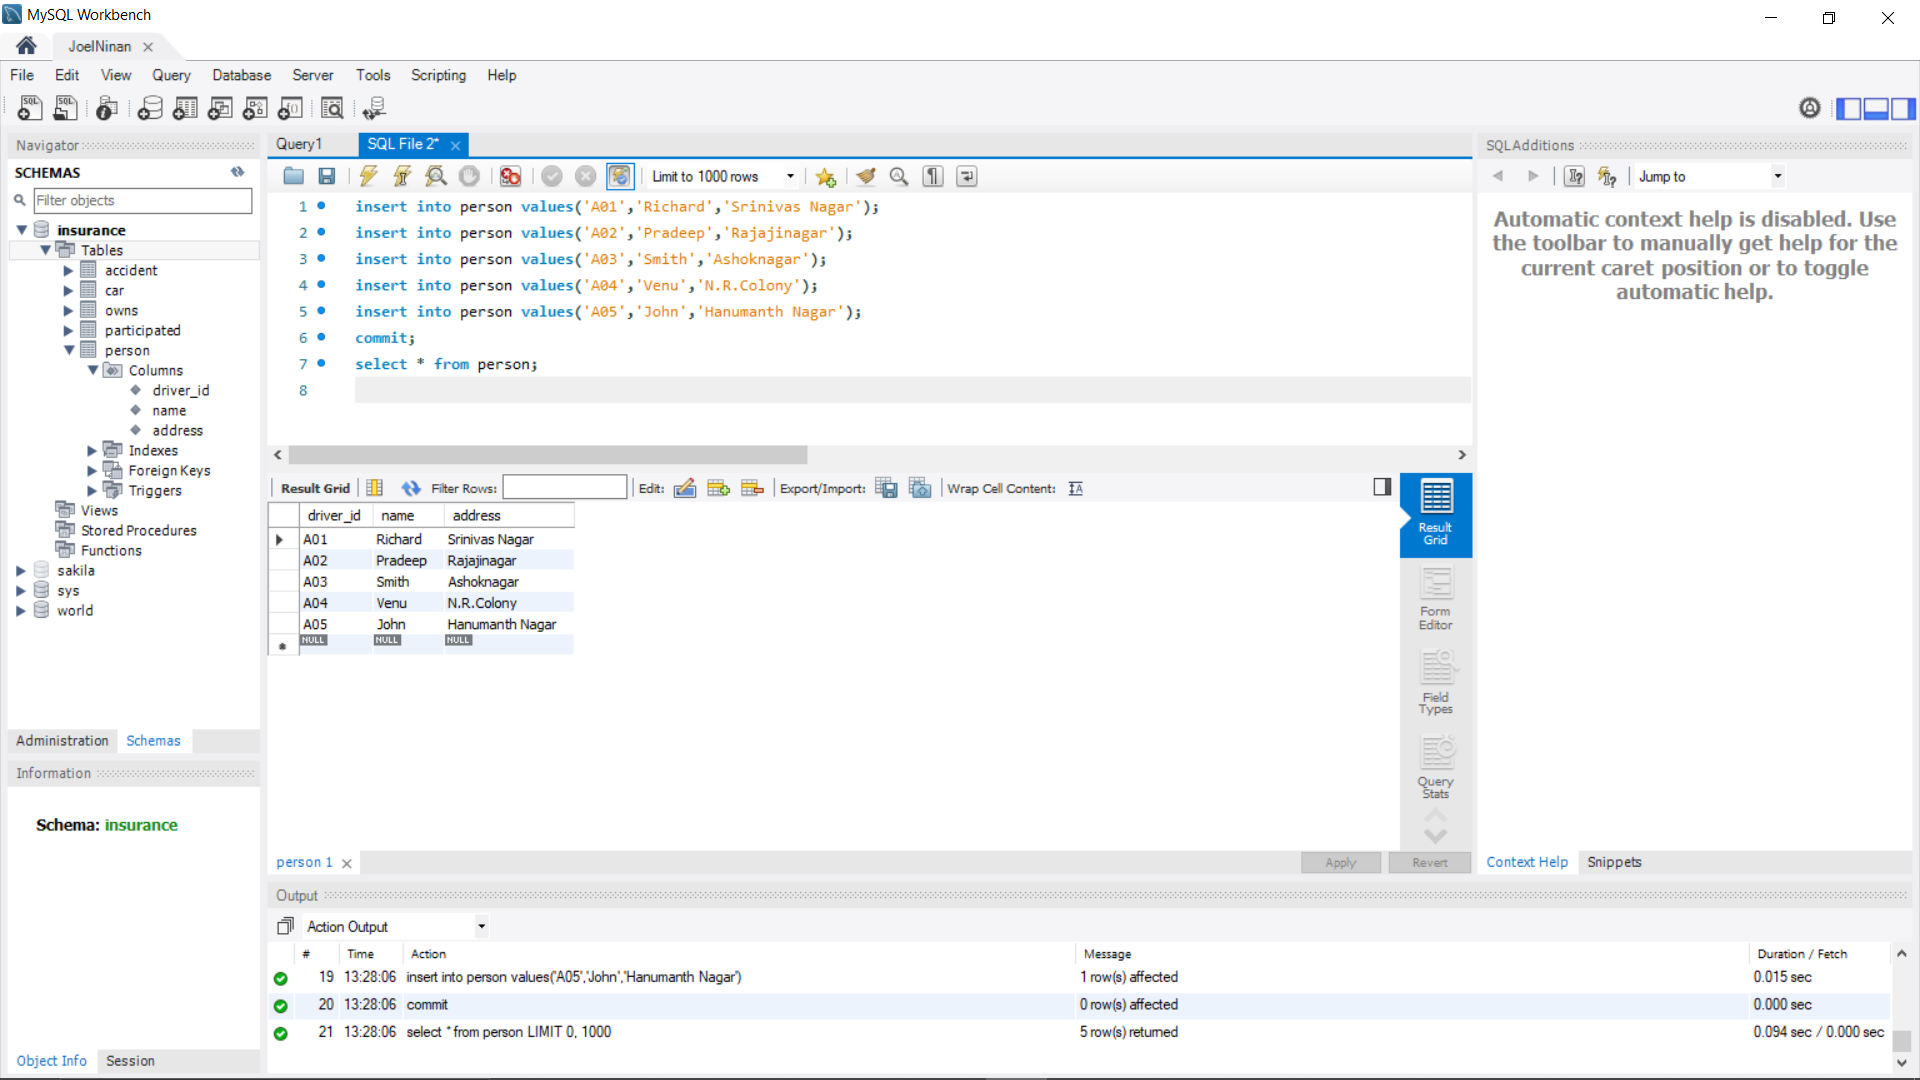 MySQL Workbench
JoelNinan
File Edit View Query Database Server Tools Scripting Help
Navigator
SCHEMAS
Filter objects
insurance
Tables
accident
car
owns
participated
person
Columns
driver_id
name
address
Indexes
Foreign Keys
Triggers
Views
Stored Procedures
Functions
sakila
sys
world
Administration Schemas
Information
Schema: insurance
Object Info Session
Query1 SQL File 2*
Limit to 1000 rows
1 insert into person values('A01','Richard','Srinivas Nagar');
2 insert into person values('A02','Pradeep','Rajajinagar');
3 insert into person values('A03','Smith','Ashoknagar');
4 insert into person values('A04','Venu','N.R.Colony');
5 insert into person values('A05','John','Hanumanth Nagar');
6 commit;
7 select * from person;
8
Result Grid Filter Rows: Edit: Export/Import: Wrap Cell Content:
driver_id name address
A01 Richard Srinivas Nagar
A02 Pradeep Rajajinagar
A03 Smith Ashoknagar
A04 Venu N.R.Colony
A05 John Hanumanth Nagar
NULL NULL NULL
Result
Grid
Form
Editor
Field
Types
Query
Stats
person 1
Apply Revert
SQLAdditions
Jump to
Automatic context help is disabled. Use
the toolbar to manually get help for the
current caret position or to toggle
automatic help.
Context Help Snippets
Output
Action Output
# Time Action Message Duration / Fetch
19 13:28:06 insert into person values('A05','John','Hanumanth Nagar') 1 row(s) affected 0.015 sec
20 13:28:06 commit 0 row(s) affected 0.000 sec
21 13:28:06 select * from person LIMIT 0, 1000 5 row(s) returned 0.094 sec / 0.000 sec